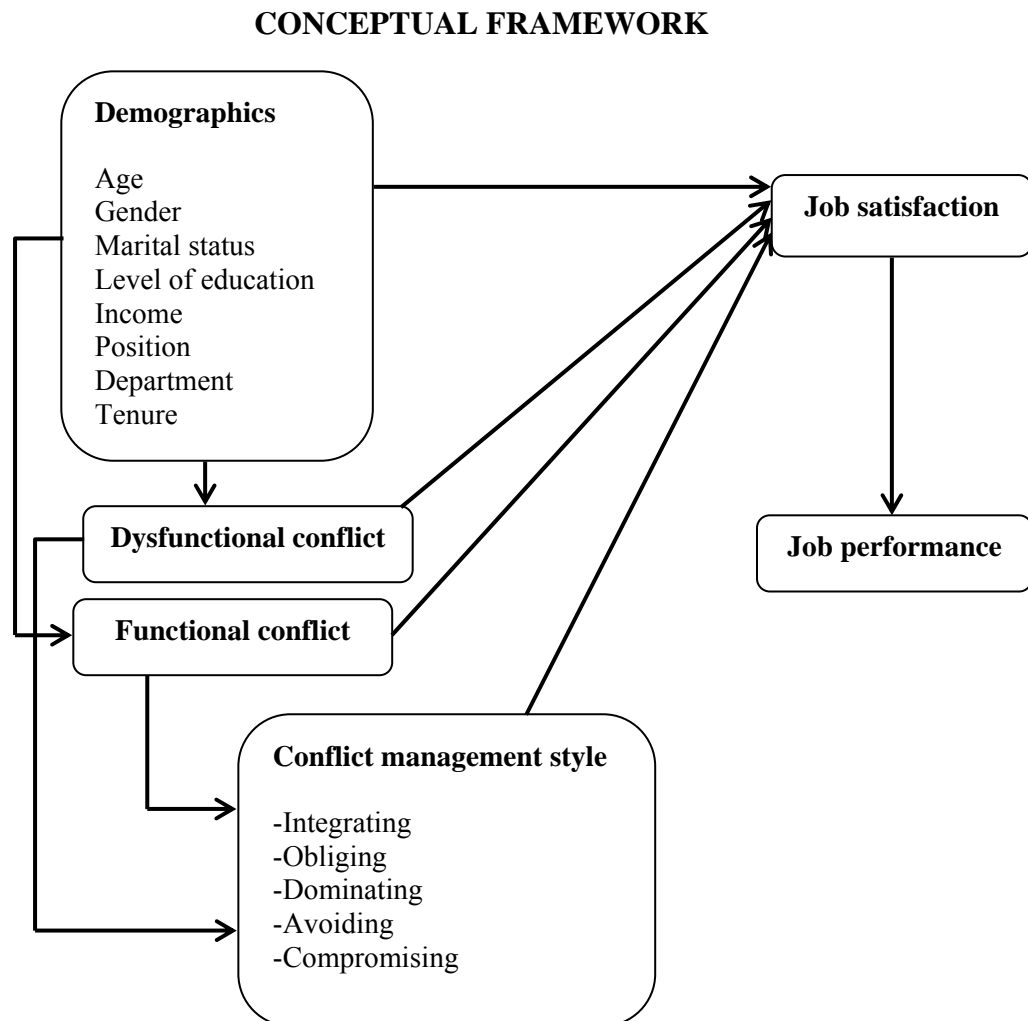 CONCEPTUAL FRAMEWORK
Demographics
Age
Gender
Marital status
Level of education
Income
Position
Department
Tenure
Job satisfaction
Dysfunctional conflict
Job performance
Functional conflict
Conflict management style
-Integrating
-Obliging
-Dominating
-Avoiding
-Compromising